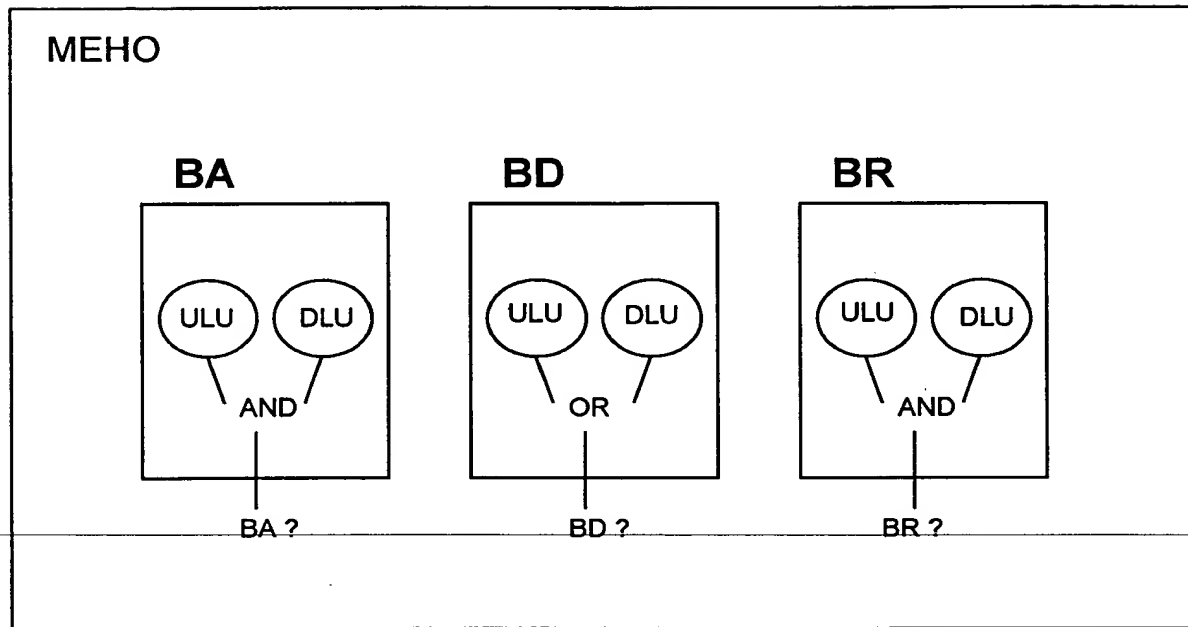 MEHO
BA BD BR
ULU DLU ULU DLU ULU DLU
AND OR AND
BA ? BD ? BR ?